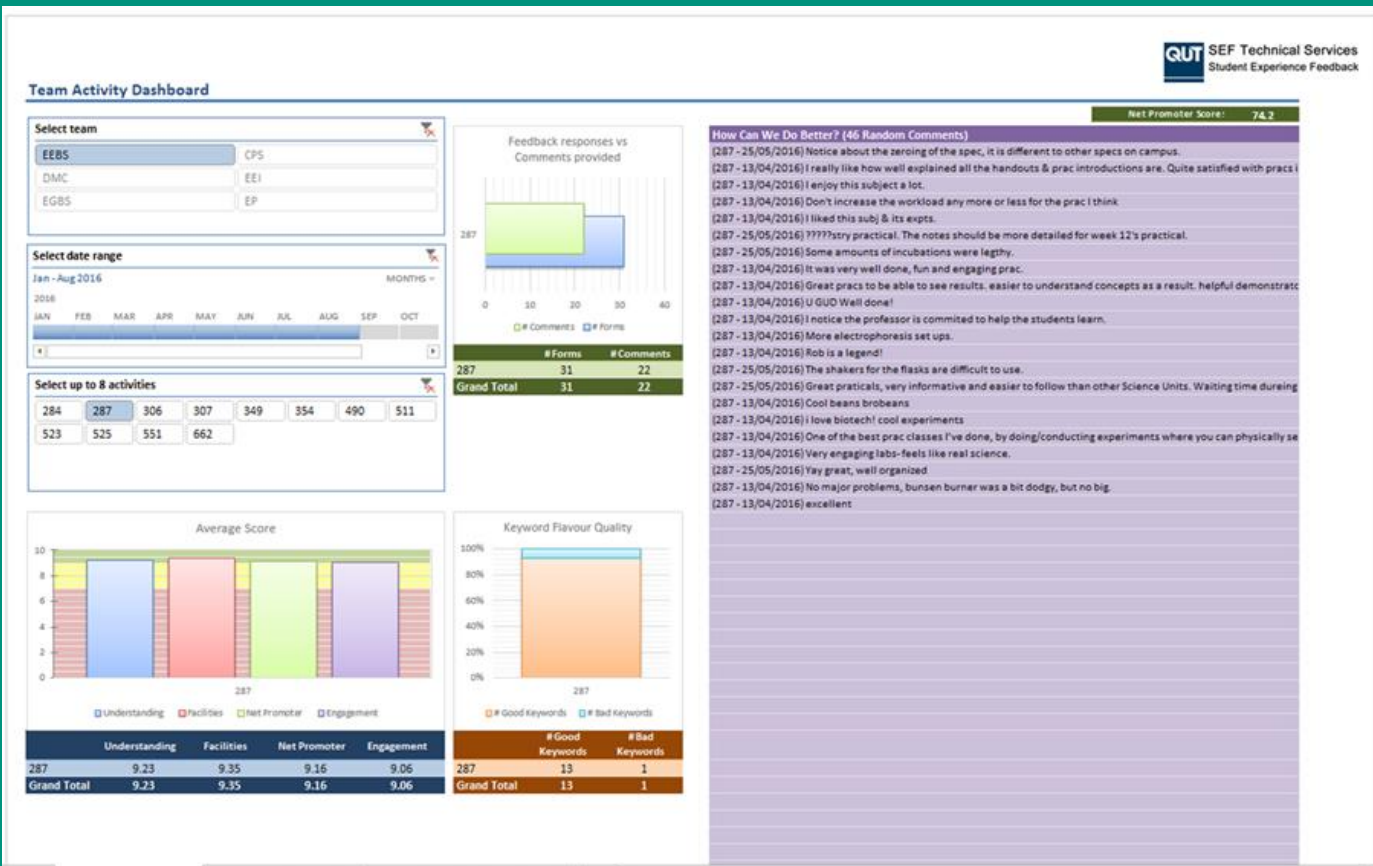 QUT SEF Technical Services
Student Experience Feedback
Team Activity Dashboard
Net Promoter Score: 74.2
Select team
EEBS CPS
DMC EEI
EGBS EP
Select date range
Jan - Aug 2016 MONTHS
2016
JAN FEB MAR APR MAY JUN JUL AUG SEP OCT
Select up to 8 activities
284 287 306 307 349 354 490 511
523 525 551 662
Feedback responses vs
Comments provided
287
0 10 20 30 40
# Comments # Forms
# Forms # Comments
287 31 22
Grand Total 31 22
How Can We Do Better? (46 Random Comments)
(287 - 25/05/2016) Notice about the zeroing of the spec, it is different to other specs on campus.
(287 - 13/04/2016) I really like how well explained all the handouts & prac introductions are. Quite satisfied with pracs i
(287 - 13/04/2016) I enjoy this subject a lot.
(287 - 13/04/2016) Don't increase the workload any more or less for the prac I think
(287 - 13/04/2016) I liked this subj & its expts.
(287 - 25/05/2016) ?????stry practical. The notes should be more detailed for week 12's practical.
(287 - 25/05/2016) Some amounts of incubations were legthy.
(287 - 13/04/2016) It was very well done, fun and engaging prac.
(287 - 13/04/2016) Great pracs to be able to see results. easier to understand concepts as a result. helpful demonstratc
(287 - 13/04/2016) U GUD Well done!
(287 - 13/04/2016) I notice the professor is commited to help the students learn.
(287 - 13/04/2016) More electrophoresis set ups.
(287 - 13/04/2016) Rob is a legend!
(287 - 25/05/2016) The shakers for the flasks are difficult to use.
(287 - 25/05/2016) Great praticals, very informative and easier to follow than other Science Units. Waiting time dureing
(287 - 13/04/2016) Cool beans brobeans
(287 - 13/04/2016) i love biotech! cool experiments
(287 - 13/04/2016) One of the best prac classes I've done, by doing/conducting experiments where you can physically se
(287 - 13/04/2016) Very engaging labs-feels like real science.
(287 - 25/05/2016) Yay great, well organized
(287 - 13/04/2016) No major problems, bunsen burner was a bit dodgy, but no big.
(287 - 13/04/2016) excellent
Average Score
10
8
6
4
2
0
287
Understanding Facilities Net Promoter Engagement
Understanding Facilities Net Promoter Engagement
287 9.23 9.35 9.16 9.06
Grand Total 9.23 9.35 9.16 9.06
Keyword Flavour Quality
100%
80%
60%
40%
20%
0%
287
# Good Keywords # Bad Keywords
# Good Keywords # Bad Keywords
287 13 1
Grand Total 13 1